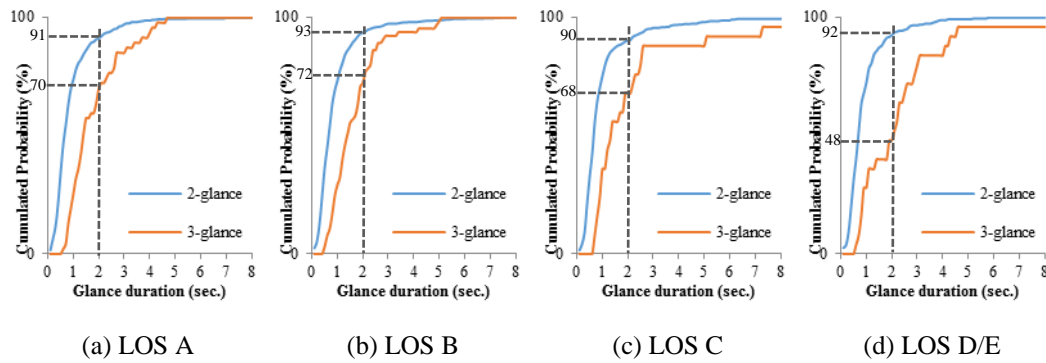 Cumulated Probability (%)
100
91
70
0
2-glance
3-glance
0 1 2 3 4 5 6 7 8
Glance duration (sec.)
(a) LOS A
Cumulated Probability (%)
100
93
72
0
2-glance
3-glance
0 1 2 3 4 5 6 7 8
Glance duration (sec.)
(b) LOS B
Cumulated Probability (%)
100
90
68
0
2-glance
3-glance
0 1 2 3 4 5 6 7 8
Glance duration (sec.)
(c) LOS C
Cumulated Probability (%)
100
92
48
0
2-glance
3-glance
0 1 2 3 4 5 6 7 8
Glance duration (sec.)
(d) LOS D/E